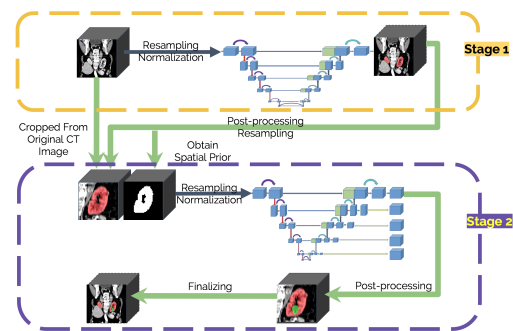 Resampling
Normalization
Stage 1
Post-processing
Resampling
Cropped From
Original CT
Image
Obtain
Spatial Prior
Resampling
Normalization
Stage 2
Finalizing
Post-processing